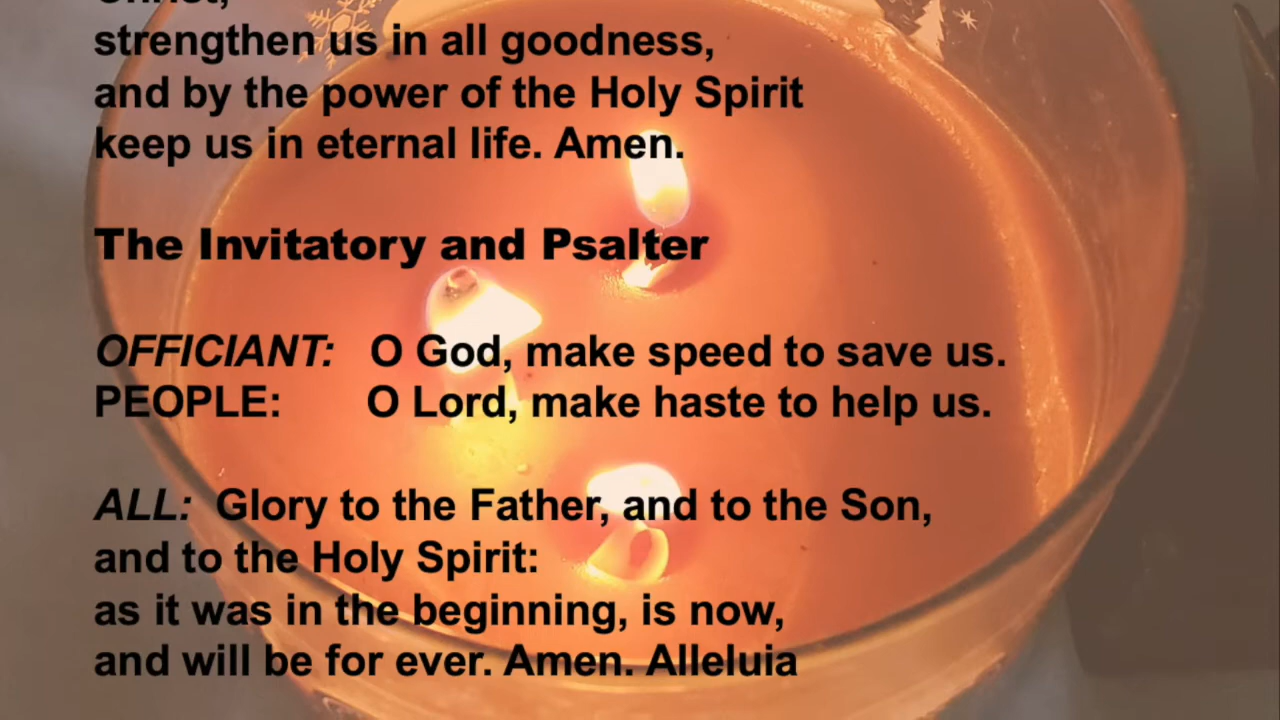 Christ,
strengthen us in all goodness,
and by the power of the Holy Spirit
keep us in eternal life. Amen.
The Invitatory and Psalter
OFFICIANT: O God, make speed to save us.
PEOPLE: O Lord, make haste to help us.
ALL: Glory to the Father, and to the Son,
and to the Holy Spirit:
as it was in the beginning, is now,
and will be for ever. Amen. Alleluia